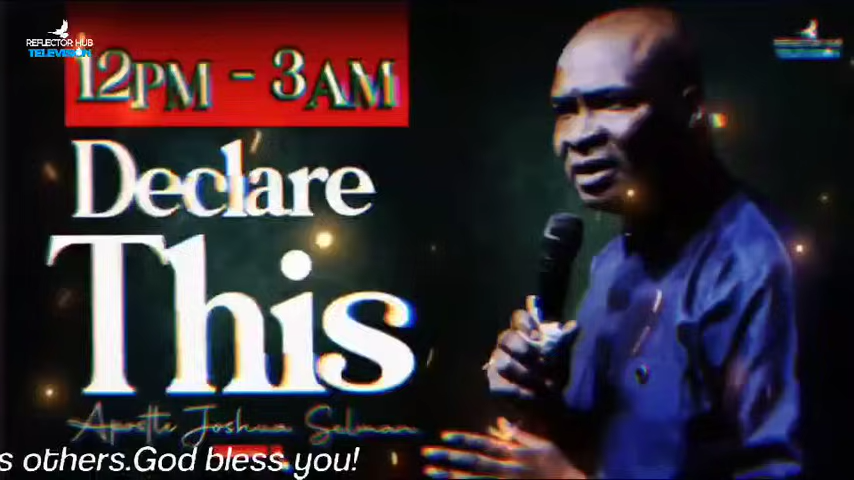 REFLECTOR HUB
TELEVISION
12PM - 3AM
Declare
This
Apostle Joshua Selman
s others.God bless you!